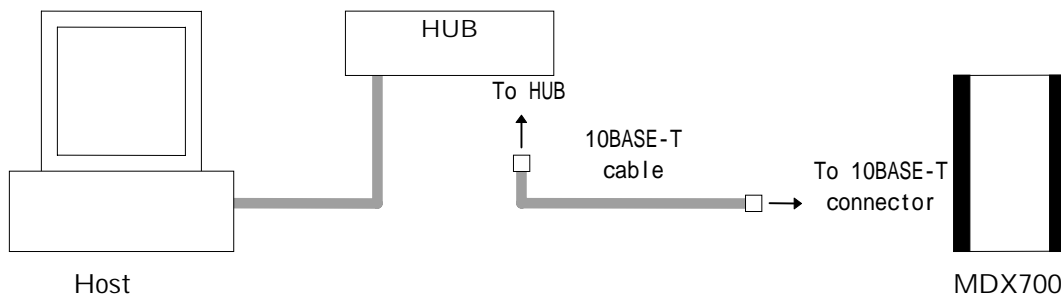 HUB
To HUB
10BASE-T
cable
To 10BASE-T
connector
Host
MDX700